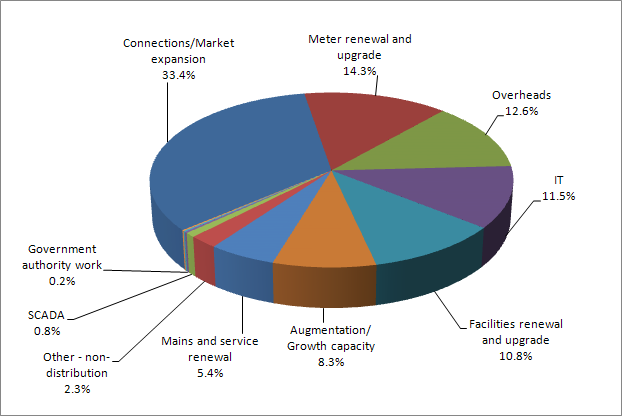 Connections/Market
expansion
33.4%
Meter renewal and
upgrade
14.3%
Overheads
12.6%
IT
11.5%
Facilities renewal
and upgrade
10.8%
Augmentation/
Growth capacity
8.3%
Mains and service
renewal
5.4%
Other - non-
distribution
2.3%
SCADA
0.8%
Government
authority work
0.2%